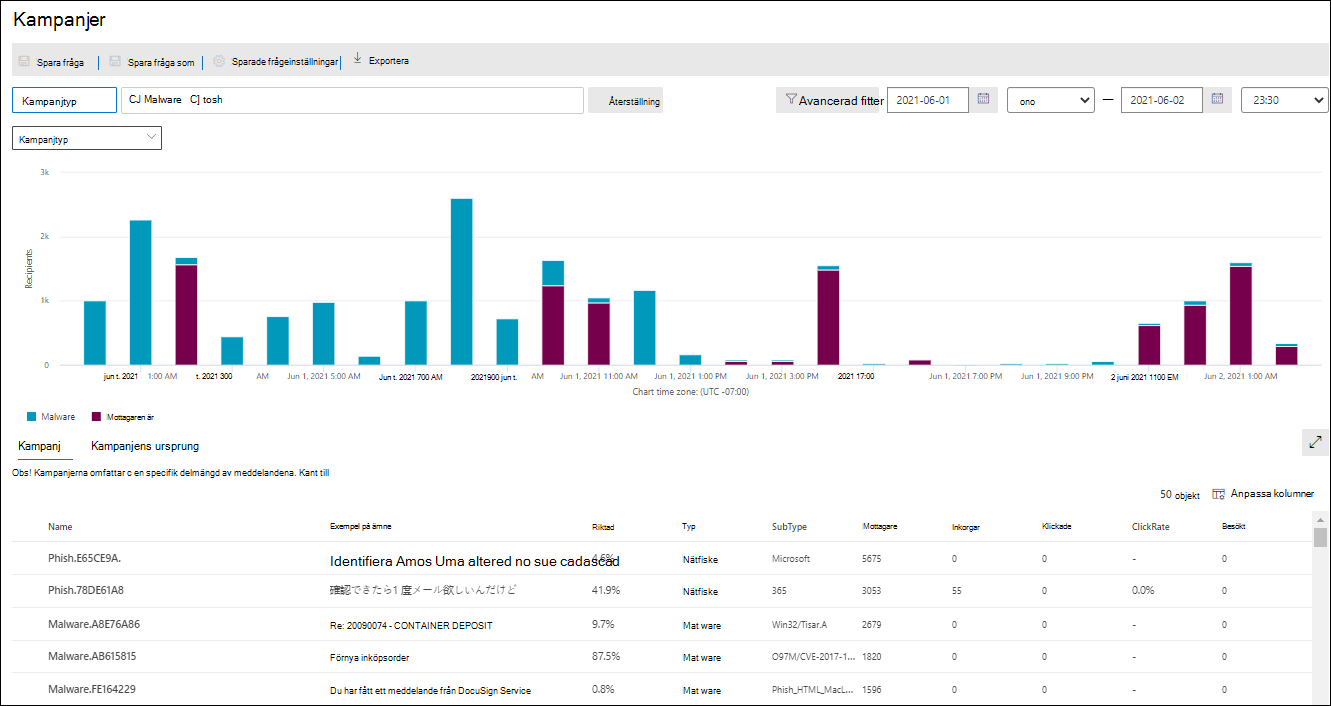 Kampanjer
Spara fråga
Spara fråga som
Sparade frågeinställningar
Exportera
Kampanjtyp
CJ Malware C] tosh
Återställning
Avancerad fitter
2021-06-01
ono
—
2021-06-02
23:30
Kampanjtyp
3k
2k
1k
0
Recipients
jun t. 2021 1:00 AM t. 2021 300 AM Jun 1, 2021 5:00 AM Jun t. 2021 700 AM 2021900 jun t. AM Jun 1, 2021 11:00 AM Jun 1, 2021 1:00 PM Jun 1, 2021 3:00 PM 2021 17:00 Jun 1, 2021 7:00 PM Jun 1, 2021 9:00 PM 2 juni 2021 1100 EM Jun 2, 2021 1:00 AM
Chart time zone: (UTC -07:00)
Malware Mottagaren är
Kampanj Kampanjens ursprung
Obs! Kampanjerna omfattar c en specifik delmängd av meddelandena. Kant till
50 objekt Anpassa kolumner
Name Exempel på ämne Riktad Typ SubType Mottagare Inkorgar Klickade ClickRate Besökt
Phish.E65CE9A. Identifiera Amos Uma altered no sue cadascad 4.6% Nätfiske Microsoft 5675 0 0 - 0
Phish.78DE61A8 確認できたら1 度メール欲しいんだけど 41.9% Nätfiske 365 3053 55 0 0.0% 0
Malware.A8E76A86 Re: 20090074 - CONTAINER DEPOSIT 9.7% Mat ware Win32/Tisar.A 2679 0 0 - 0
Malware.AB615815 Förnya inköpsorder 87.5% Mat ware O97M/CVE-2017-1... 1820 0 0 - 0
Malware.FE164229 Du har fått ett meddelande från DocuSign Service 0.8% Mat ware Phish_HTML_MacL... 1596 0 0 - 0